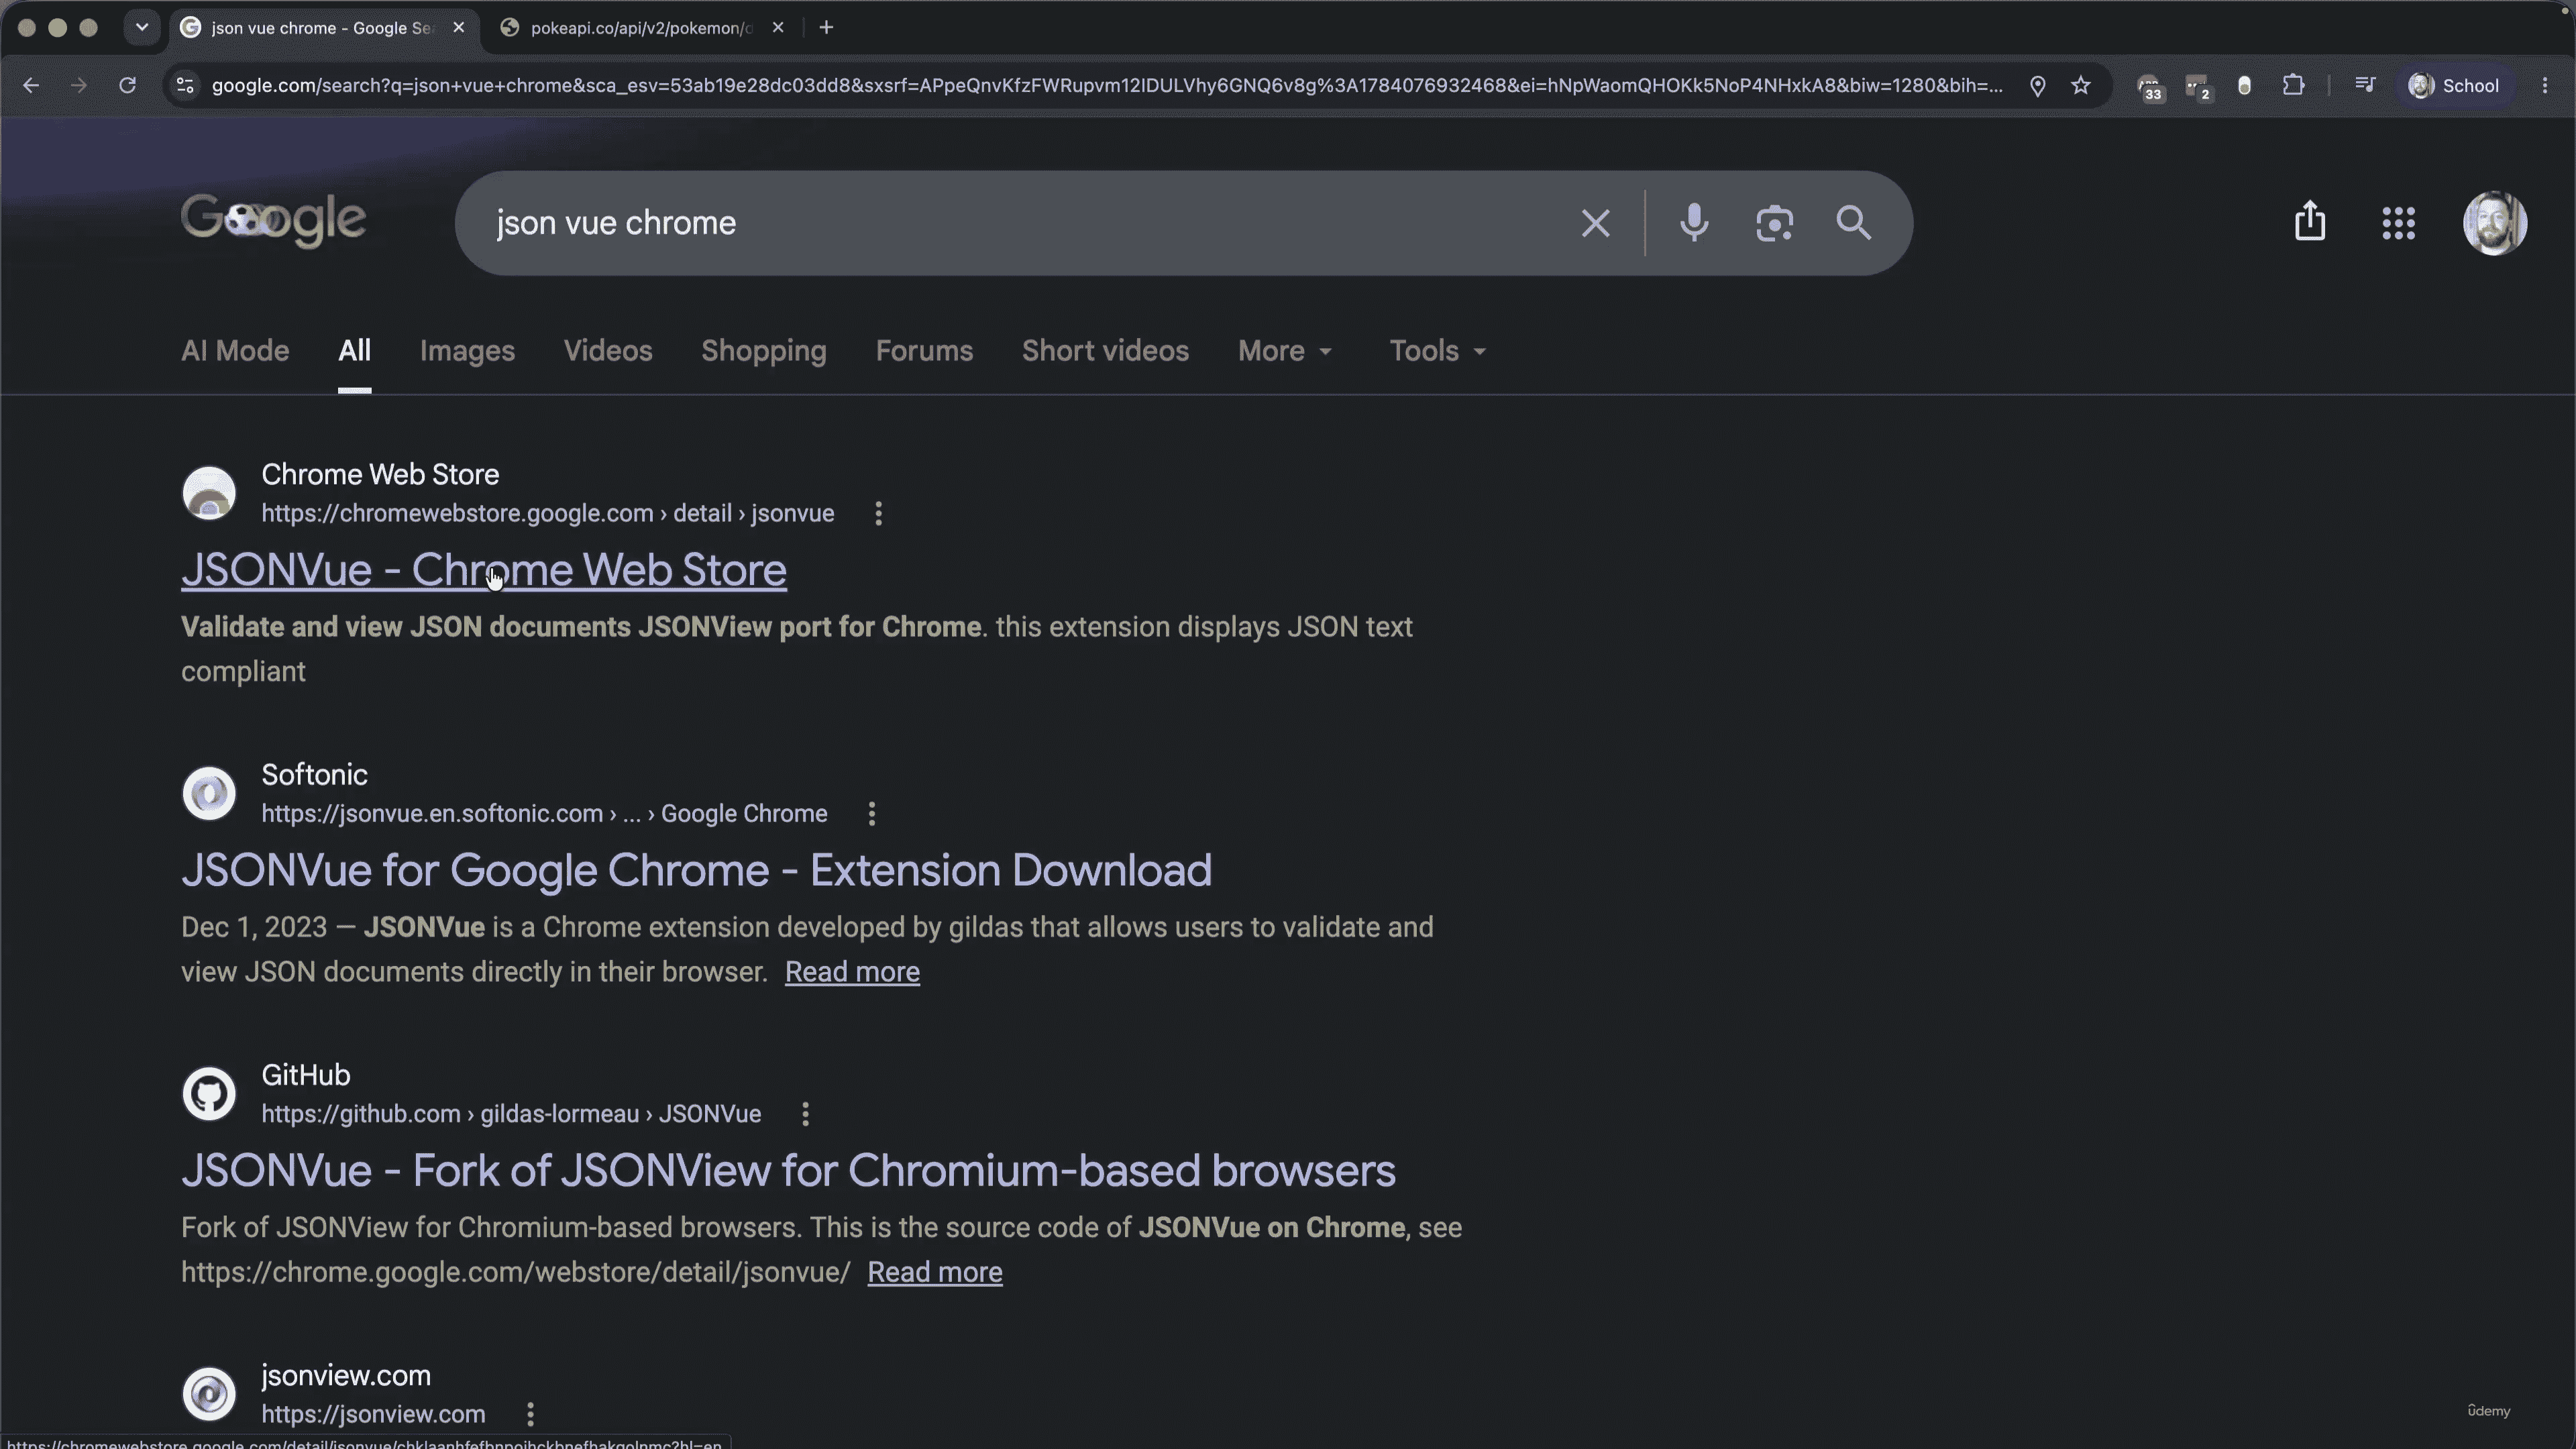 json vue chrome - Google Se
pokeapi.co/api/v2/pokemon/
google.com/search?q=json+vue+chrome&sca_esv=53ab19e28dc03dd8&sxsrf=APpeQnvKfzFWRupvm12IDULVhy6GNQ6v8g%3A1784076932468&ei=hNpWaomQHOKk5NoP4NHxkA8&biw=1280&bih=...
33
2
School
Google
json vue chrome
AI Mode
All
Images
Videos
Shopping
Forums
Short videos
More
Tools
Chrome Web Store
https://chromewebstore.google.com › detail › jsonvue
JSONVue - Chrome Web Store
Validate and view JSON documents JSONView port for Chrome. this extension displays JSON text
compliant
Softonic
https://jsonvue.en.softonic.com › ... › Google Chrome
JSONVue for Google Chrome - Extension Download
Dec 1, 2023 — JSONVue is a Chrome extension developed by gildas that allows users to validate and
view JSON documents directly in their browser. Read more
GitHub
https://github.com › gildas-lormeau › JSONVue
JSONVue - Fork of JSONView for Chromium-based browsers
Fork of JSONView for Chromium-based browsers. This is the source code of JSONVue on Chrome, see
https://chrome.google.com/webstore/detail/jsonvue/ Read more
jsonview.com
https://jsonview.com
ûdemy